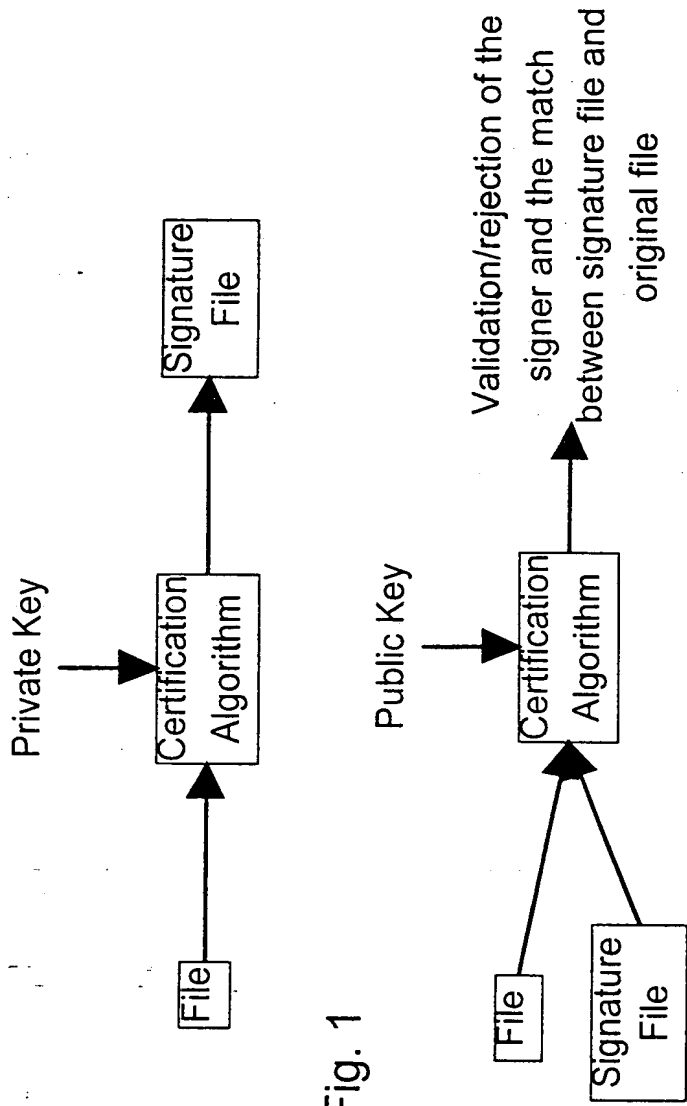 Private Key
File
Certification
Algorithm
Signature
File
Fig. 1
Public Key
File
Signature
File
Certification
Algorithm
Validation/rejection of the
signer and the match
between signature file and
original file